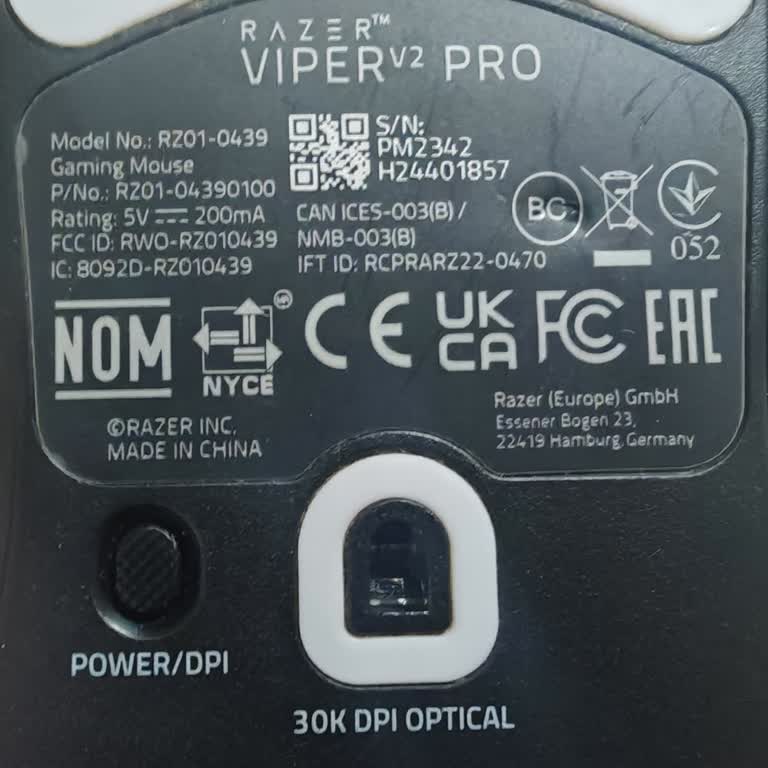 RAZER™
VIPER V2 PRO
Model No.: RZ01-0439
Gaming Mouse
P/No.: RZ01-04390100
Rating: 5V ⎓ 200mA
FCC ID: RWO-RZ010439
IC: 8092D-RZ010439
S/N:
PM2342
H24401857
CAN ICES-003(B) /
NMB-003(B)
IFT ID: RCPRARZ22-0470
BC
052
NOM
NYCE
CE
UK
CA
FC
EAC
©RAZER INC.
MADE IN CHINA
Razer (Europe) GmbH
Essener Bogen 23,
22419 Hamburg, Germany
POWER/DPI
30K DPI OPTICAL